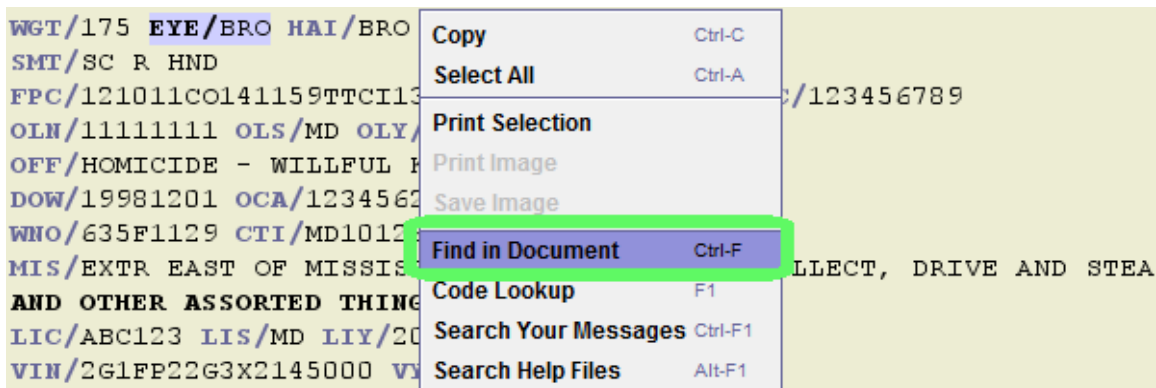 WGT/175 EYE/BRO HAI/BRO
SMT/SC R HND
FPC/121011CO141159TTCI13 /123456789
OLN/11111111 OLS/MD OLY/
OFF/HOMICIDE - WILLFUL
DOW/19981201 OCA/123456
WNO/635F1129 CTI/MD1012
MIS/EXTR EAST OF MISSIS LLECT, DRIVE AND STEA
AND OTHER ASSORTED THING
LIC/ABC123 LIS/MD LIY/20
VIN/2G1FP22G3X2145000
Copy Ctrl-C
Select All Ctrl-A
Print Selection
Print Image
Save Image
Find in Document Ctrl-F
Code Lookup F1
Search Your Messages Ctrl-F1
Search Help Files Alt-F1